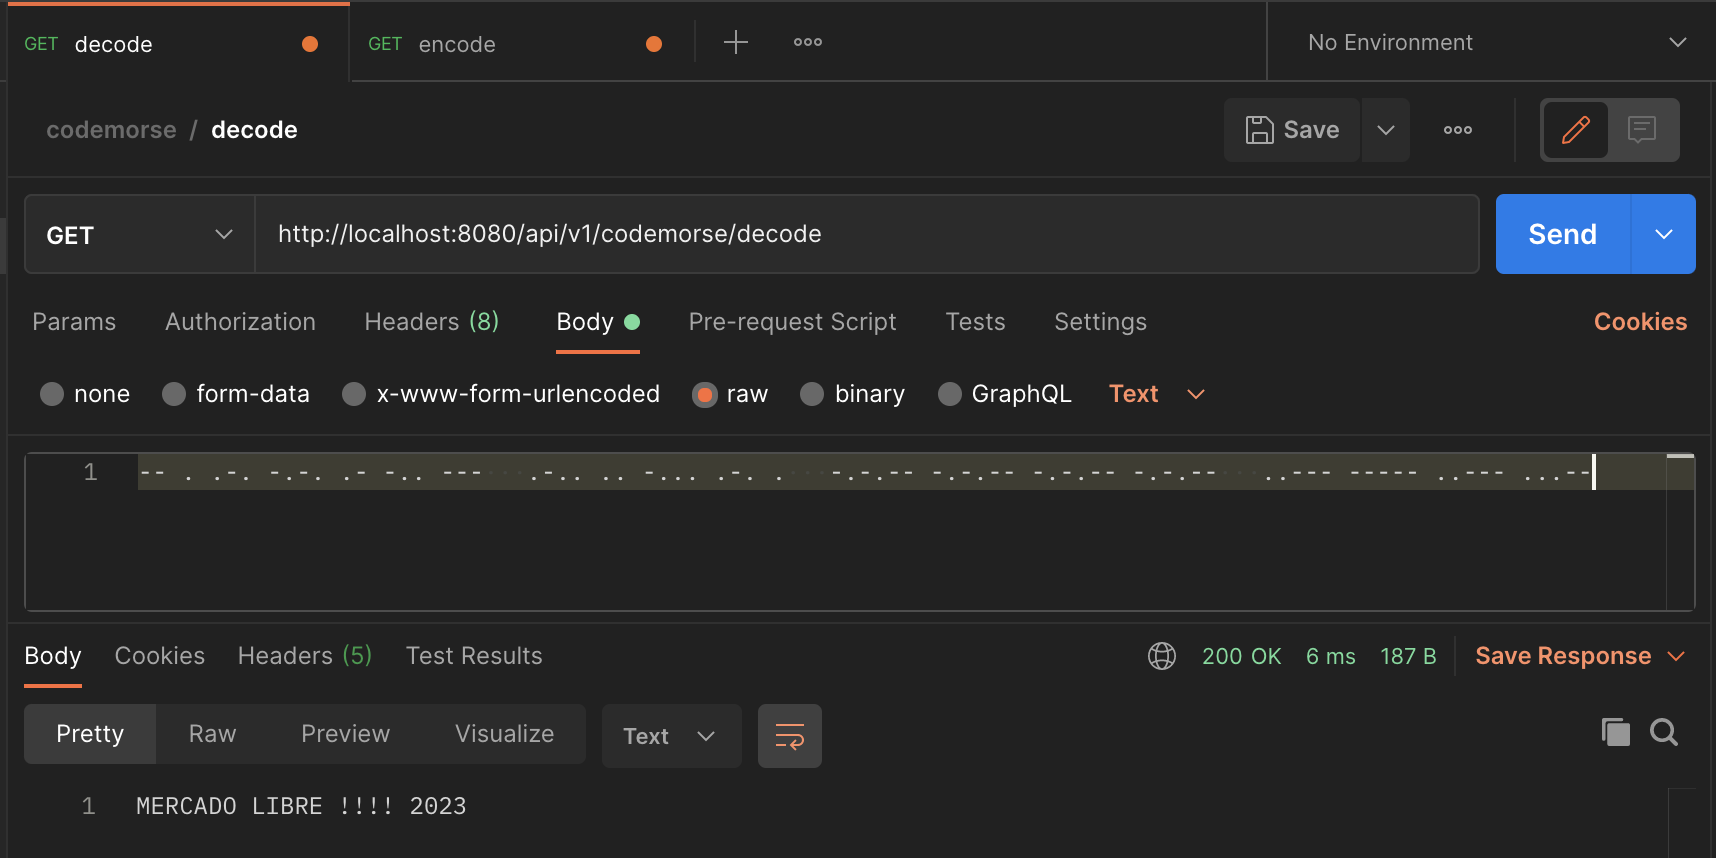 GET decode GET encode No Environment
codemorse / decode Save
GET http://localhost:8080/api/v1/codemorse/decode Send
Params Authorization Headers (8) Body Pre-request Script Tests Settings Cookies
none form-data x-www-form-urlencoded raw binary GraphQL Text
1 -- . .-. -.-. .- -.. ---   .-.. .. -... .-. .   -.-.-- -.-.-- -.-.-- -.-.--   ..--- ----- ..--- ...--
Body Cookies Headers (5) Test Results 200 OK 6 ms 187 B Save Response
Pretty Raw Preview Visualize Text
1 MERCADO LIBRE !!!! 2023